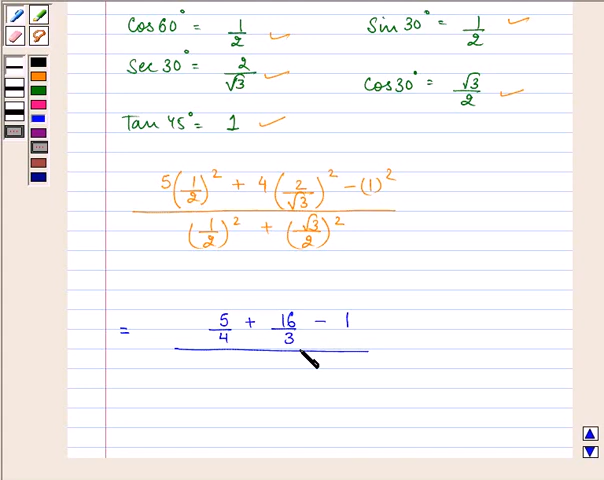 Cos 60° = 1/2 Sin 30° = 1/2
Sec 30° = 2/√3 Cos 30° = √3/2
Tan 45° = 1
5(1/2)² + 4(2/√3)² - (1)²
(1/2)² + (√3/2)²
= 5/4 + 16/3 - 1